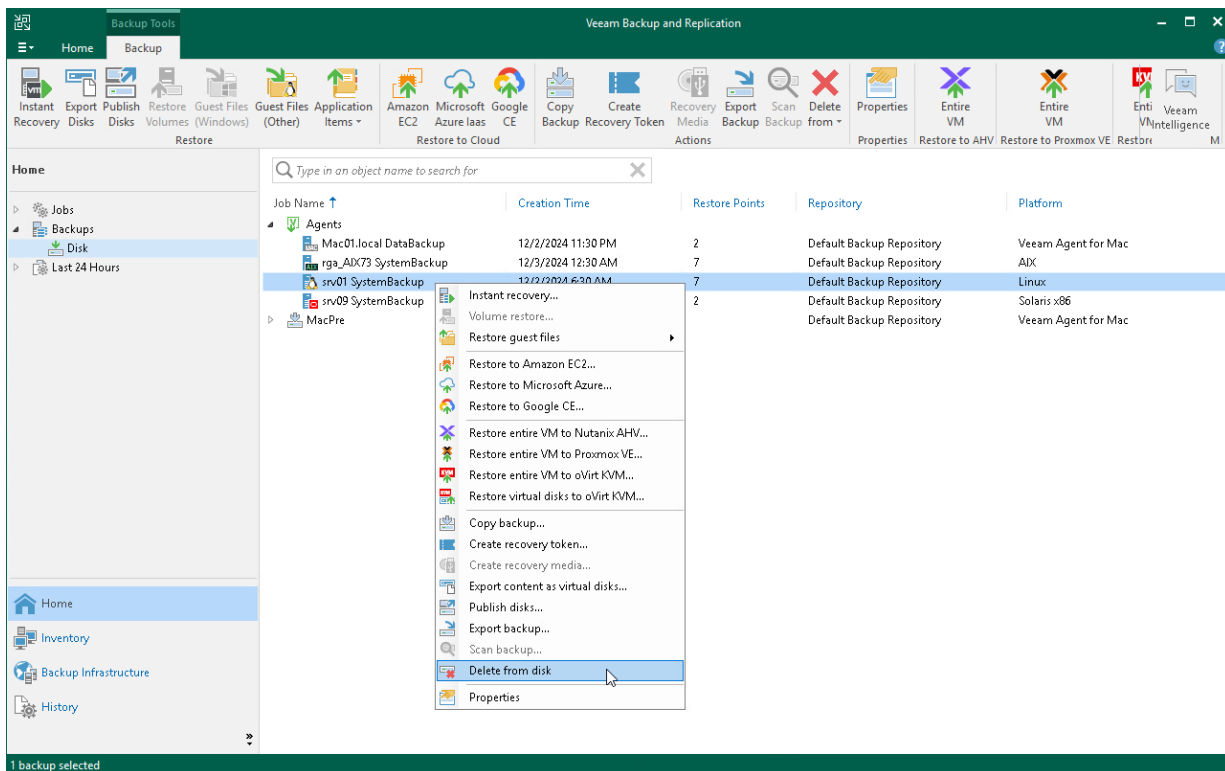 Backup Tools
Veeam Backup and Replication
Home Backup
Instant Recovery
Export Disks
Publish Disks
Restore Volumes
Guest Files (Windows)
Guest Files (Other)
Application Items
Amazon EC2
Microsoft Azure Iaas
Google CE
Copy Backup
Create Recovery Token
Recovery Media
Export Backup
Scan Backup
Delete from
Properties
Entire VM
Entire VM
Enti VM
Veeam Intelligence
Restore Restore to Cloud Actions Properties Restore to AHV Restore to Proxmox VE Restore M
Home
Type in an object name to search for
Jobs
Backups
Disk
Last 24 Hours
Job Name Creation Time Restore Points Repository Platform
Agents
Mac01.local DataBackup 12/2/2024 11:30 PM 2 Default Backup Repository Veeam Agent for Mac
rga_AIX73 SystemBackup 12/3/2024 12:30 AM 7 Default Backup Repository AIX
srv01 SystemBackup 12/2/2024 6:30 AM 7 Default Backup Repository Linux
srv09 SystemBackup 2 Default Backup Repository Solaris x86
MacPre Default Backup Repository Veeam Agent for Mac
Instant recovery...
Volume restore...
Restore guest files
Restore to Amazon EC2...
Restore to Microsoft Azure...
Restore to Google CE...
Restore entire VM to Nutanix AHV...
Restore entire VM to Proxmox VE...
Restore entire VM to oVirt KVM...
Restore virtual disks to oVirt KVM...
Copy backup...
Create recovery token...
Create recovery media...
Export content as virtual disks...
Publish disks...
Export backup...
Scan backup...
Delete from disk
Properties
Home
Inventory
Backup Infrastructure
History
1 backup selected